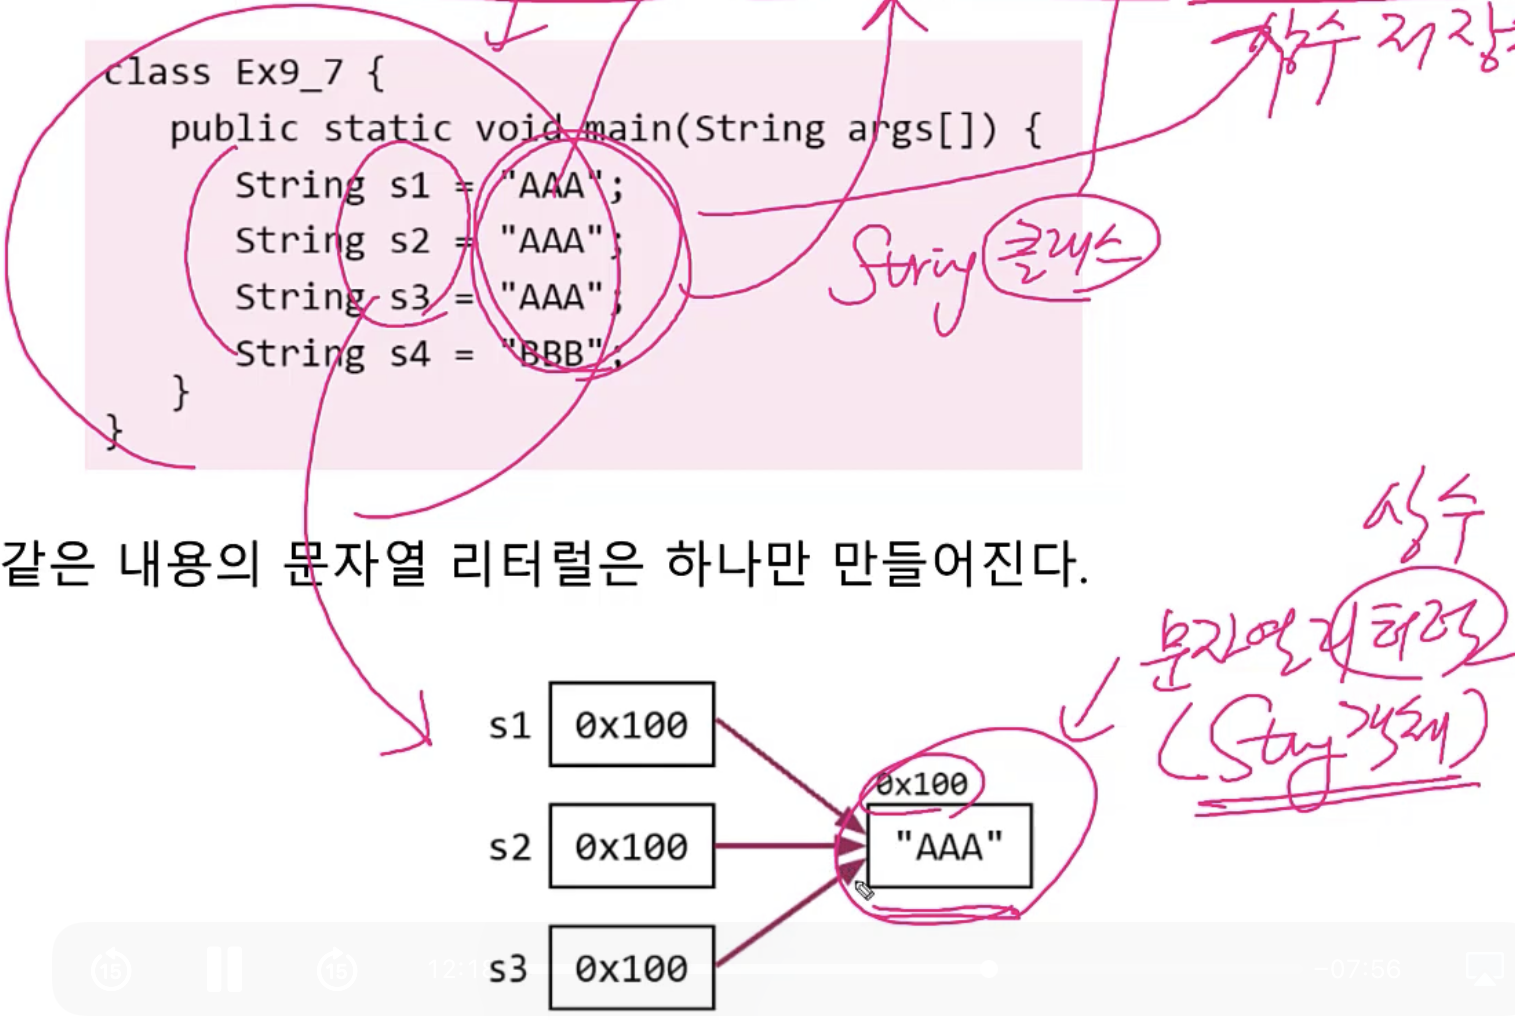 상수 저장
class Ex9_7 {
public static void main(String args[]) {
String s1 = "AAA";
String s2 = "AAA";
String s3 = "AAA";
String s4 = "BBB";
}
}
String 클래스
같은 내용의 문자열 리터럴은 하나만 만들어진다.
상수
문자열 리터럴
(String 객체)
s1 0x100
0x100
s2 0x100 "AAA"
s3 0x100
15 15 -07:56